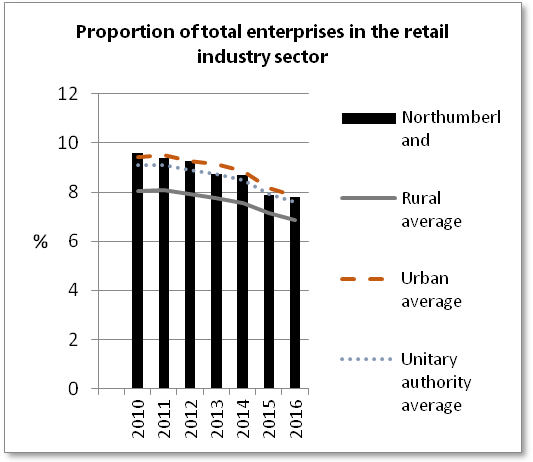 Proportion of total enterprises in the retail
industry sector
12
10
8
6
4
2
0
%
2010
2011
2012
2013
2014
2015
2016
Northumberl
and
Rural
average
Urban
average
Unitary
authority
average